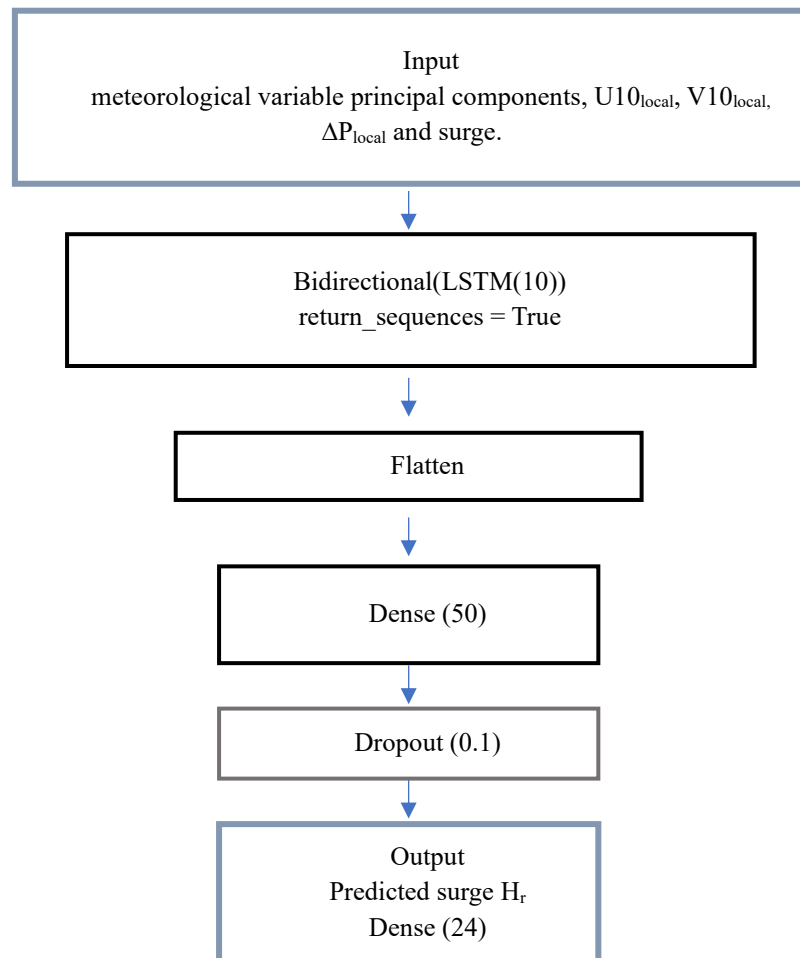 Input
meteorological variable principal components, U10local, V10local,
ΔPlocal and surge.
Bidirectional(LSTM(10))
return_sequences = True
Flatten
Dense (50)
Dropout (0.1)
Output
Predicted surge Hr
Dense (24)